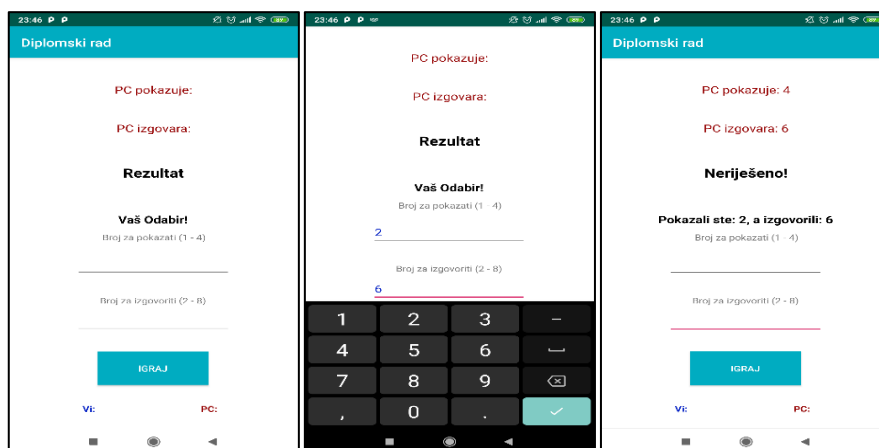 23:46
Diplomski rad
PC pokazuje:
PC izgovara:
Rezultat
Vaš Odabir!
Broj za pokazati (1 - 4)
Broj za izgovoriti (2 - 8)
IGRAJ
Vi: PC:
23:46
PC pokazuje:
PC izgovara:
Rezultat
Vaš Odabir!
Broj za pokazati (1 - 4)
2
Broj za izgovoriti (2 - 8)
6
1 2 3 -
4 5 6
7 8 9
, 0 .
23:46
Diplomski rad
PC pokazuje: 4
PC izgovara: 6
Neriješeno!
Pokazali ste: 2, a izgovorili: 6
Broj za pokazati (1 - 4)
Broj za izgovoriti (2 - 8)
IGRAJ
Vi: PC: